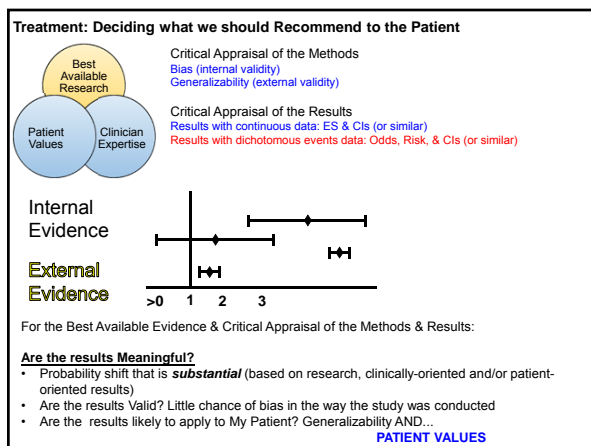 Treatment: Deciding what we should Recommend to the Patient
Best
Available
Research
Patient
Values
Clinician
Expertise
Critical Appraisal of the Methods
Bias (internal validity)
Generalizability (external validity)
Critical Appraisal of the Results
Results with continuous data: ES & CIs (or similar)
Results with dichotomous events data: Odds, Risk, & CIs (or similar)
Internal
Evidence
External
Evidence
>0 1 2 3
For the Best Available Evidence & Critical Appraisal of the Methods & Results:
Are the results Meaningful?
• Probability shift that is substantial (based on research, clinically-oriented and/or patient-
oriented results)
• Are the results Valid? Little chance of bias in the way the study was conducted
• Are the results likely to apply to My Patient? Generalizability AND...
PATIENT VALUES